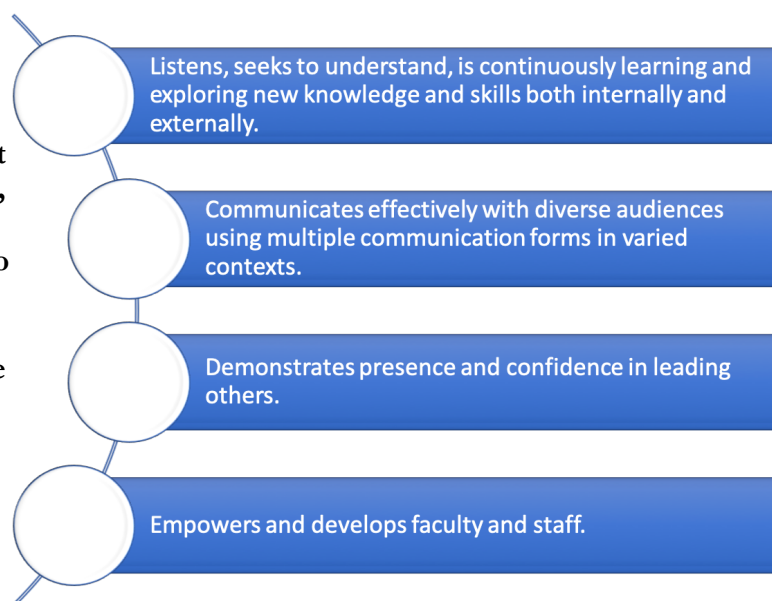 Listens, seeks to understand, is continuously learning and
exploring new knowledge and skills both internally and
externally.
Communicates effectively with diverse audiences
using multiple communication forms in varied
contexts.
Demonstrates presence and confidence in leading
others.
Empowers and develops faculty and staff.